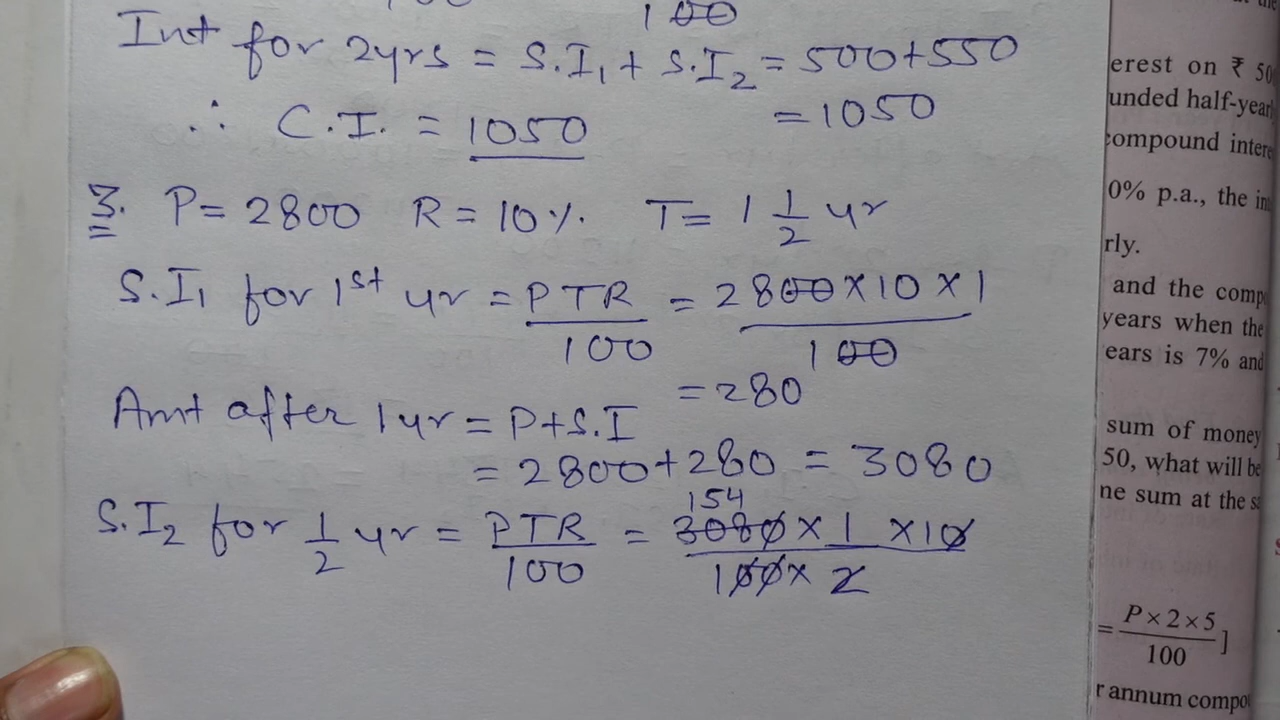 100
Int for 2yrs = S.I₁ + S.I₂ = 500+550
∴ C.I. = 1050 = 1050
3. P= 2800 R= 10%. T= 1 1/2 yr
S.I₁ for 1st yr = PTR/100 = 2800×10×1/100
= 280
Amt after 1yr = P+S.I
= 2800+280 = 3080
154
S.I₂ for 1/2 yr = PTR/100 = 3080×1×10/100×2
erest on ₹ 50
unded half-year
compound intere
0% p.a., the in
rly.
and the comp
years when the
ears is 7% and
sum of money
50, what will be
ne sum at the s
= P×2×5/100 ]
r annum compo